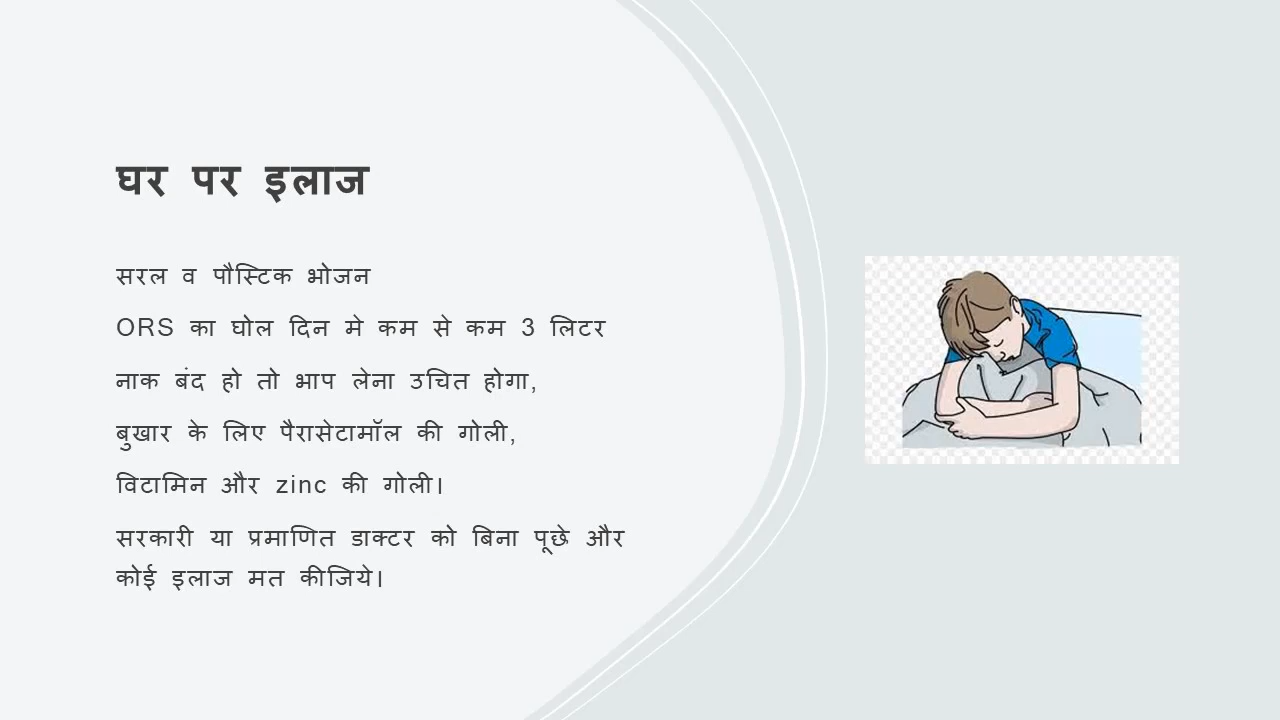 घर पर इलाज
सरल व पौस्टिक भोजन
ORS का घोल दिन मे कम से कम 3 लिटर
नाक बंद हो तो भाप लेना उचित होगा,
बुखार के लिए पैरासेटामॉल की गोली,
विटामिन और zinc की गोली।
सरकारी या प्रमाणित डाक्टर को बिना पूछे और
कोई इलाज मत कीजिये।